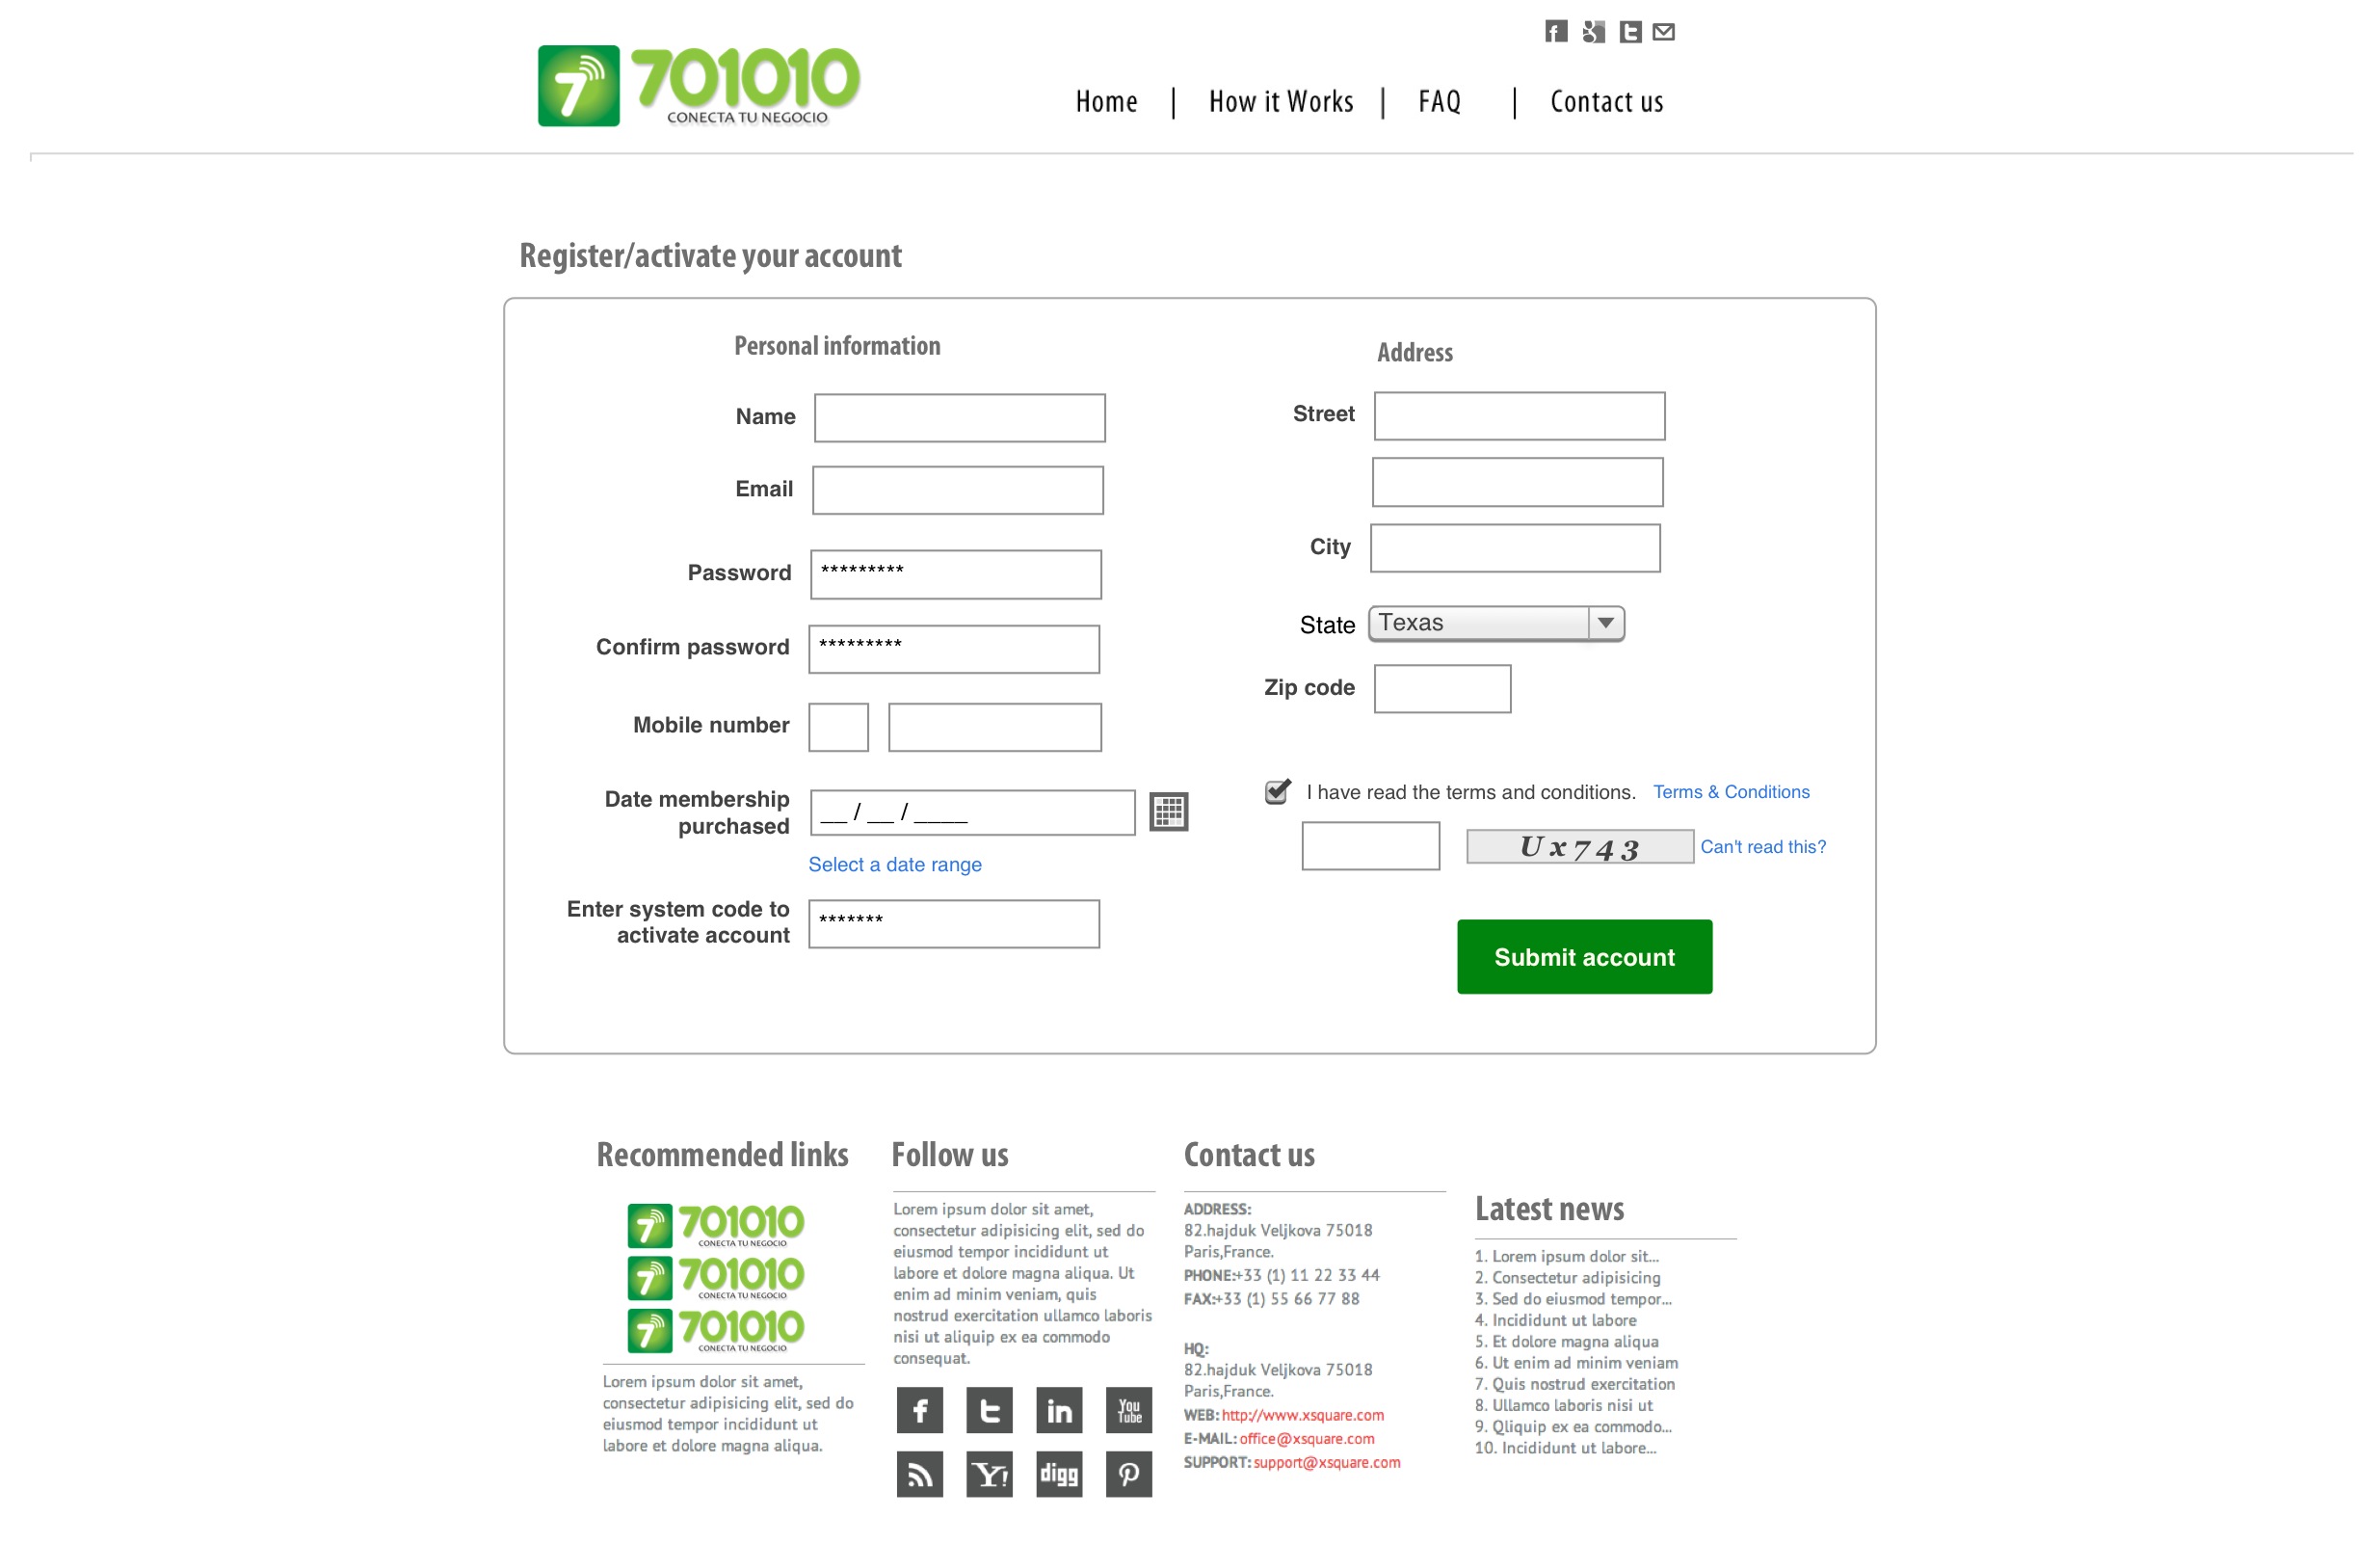 7 701010
CONECTA TU NEGOCIO
Home | How it Works | FAQ | Contact us
Register/activate your account
Personal information
Name
Email
Password *********
Confirm password *********
Mobile number
Date membership
purchased
__ / __ / ____
Select a date range
Enter system code to
activate account
*******
Address
Street
City
State Texas
Zip code
I have read the terms and conditions. Terms & Conditions
Ux743 Can't read this?
Submit account
Recommended links
7 701010
CONECTA TU NEGOCIO
7 701010
CONECTA TU NEGOCIO
7 701010
CONECTA TU NEGOCIO
Lorem ipsum dolor sit amet,
consectetur adipisicing elit, sed do
eiusmod tempor incididunt ut
labore et dolore magna aliqua.
Follow us
Lorem ipsum dolor sit amet,
consectetur adipisicing elit, sed do
eiusmod tempor incididunt ut
labore et dolore magna aliqua. Ut
enim ad minim veniam, quis
nostrud exercitation ullamco laboris
nisi ut aliquip ex ea commodo
consequat.
f t in You Tube
Y! digg p
Contact us
ADDRESS:
82.hajduk Veljkova 75018
Paris,France.
PHONE:+33 (1) 11 22 33 44
FAX:+33 (1) 55 66 77 88
HQ:
82.hajduk Veljkova 75018
Paris,France.
WEB: http://www.xsquare.com
E-MAIL: office@xsquare.com
SUPPORT: support@xsquare.com
Latest news
1. Lorem ipsum dolor sit...
2. Consectetur adipisicing
3. Sed do eiusmod tempor...
4. Incididunt ut labore
5. Et dolore magna aliqua
6. Ut enim ad minim veniam
7. Quis nostrud exercitation
8. Ullamco laboris nisi ut
9. Qliquip ex ea commodo...
10. Incididunt ut labore...